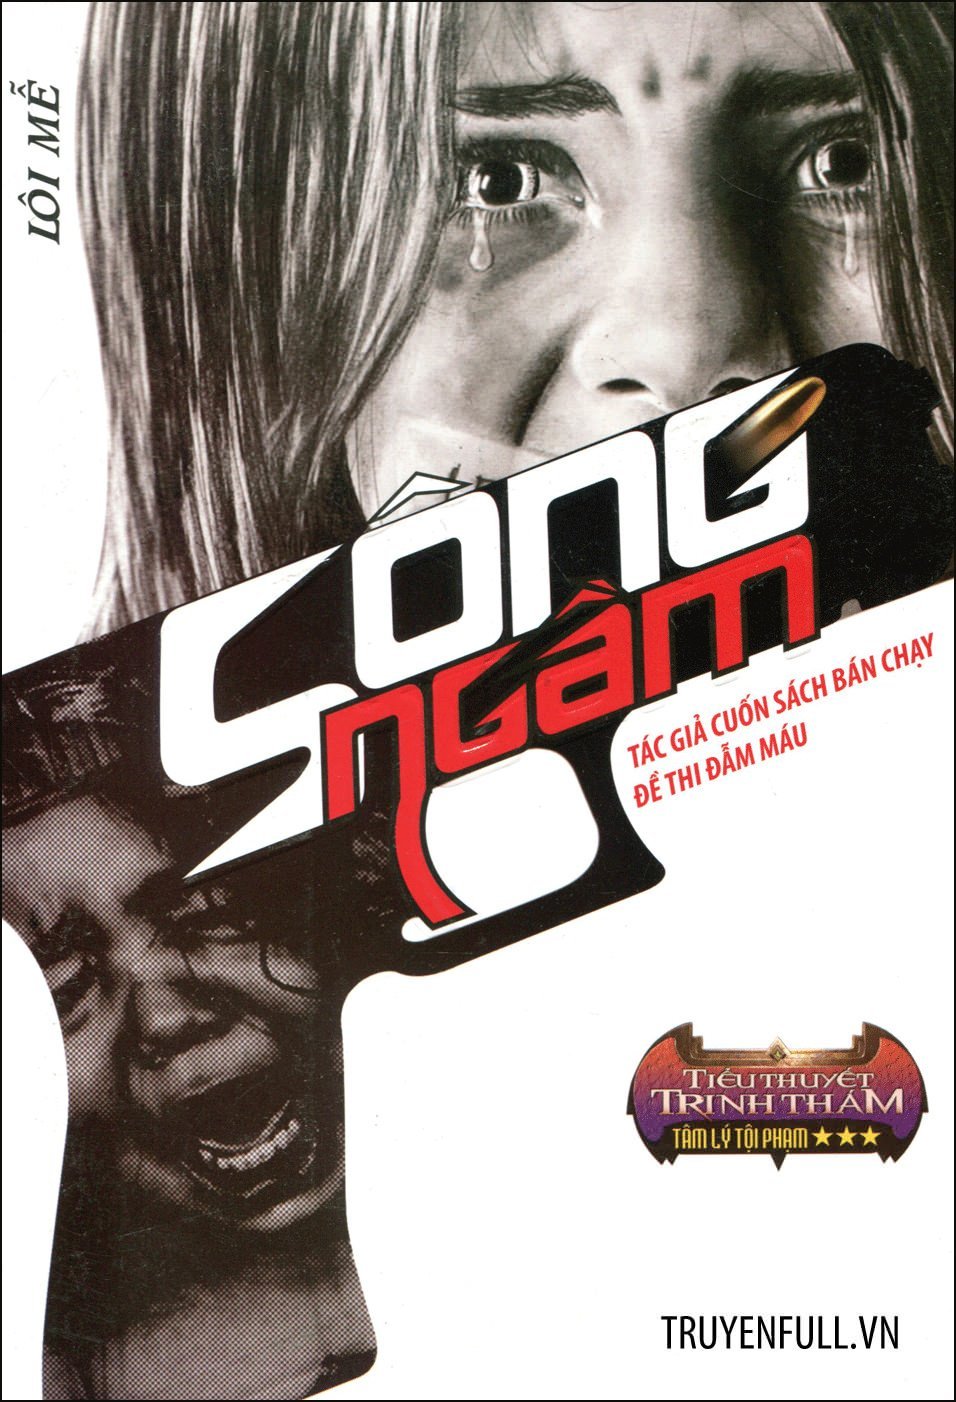 LÔI MỄ
SÔNG
NGẦM
TÁC GIẢ CUỐN SÁCH BÁN CHẠY
ĐỀ THI ĐẪM MÁU
TIỂU THUYẾT
TRINH THÁM
TÂM LÝ TỘI PHẠM ★★★
TRUYENFULL.VN